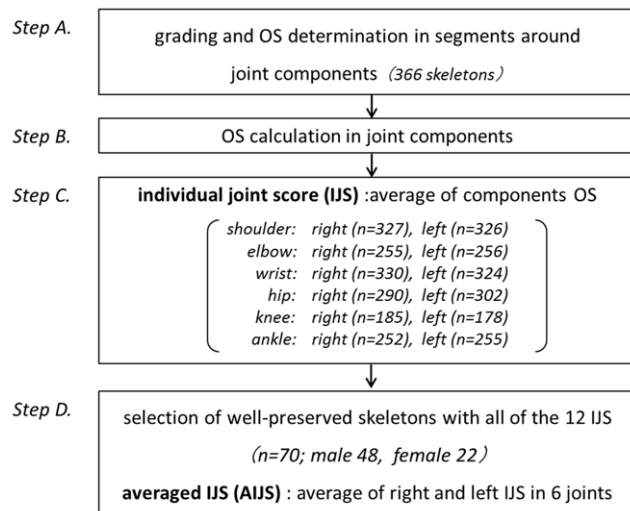 Step A.
grading and OS determination in segments around
joint components (366 skeletons)
Step B.
OS calculation in joint components
Step C.
individual joint score (IJS) :average of components OS
shoulder: right (n=327), left (n=326)
elbow: right (n=255), left (n=256)
wrist: right (n=330), left (n=324)
hip: right (n=290), left (n=302)
knee: right (n=185), left (n=178)
ankle: right (n=252), left (n=255)
Step D.
selection of well-preserved skeletons with all of the 12 IJS
(n=70; male 48, female 22)
averaged IJS (AIJS) : average of right and left IJS in 6 joints